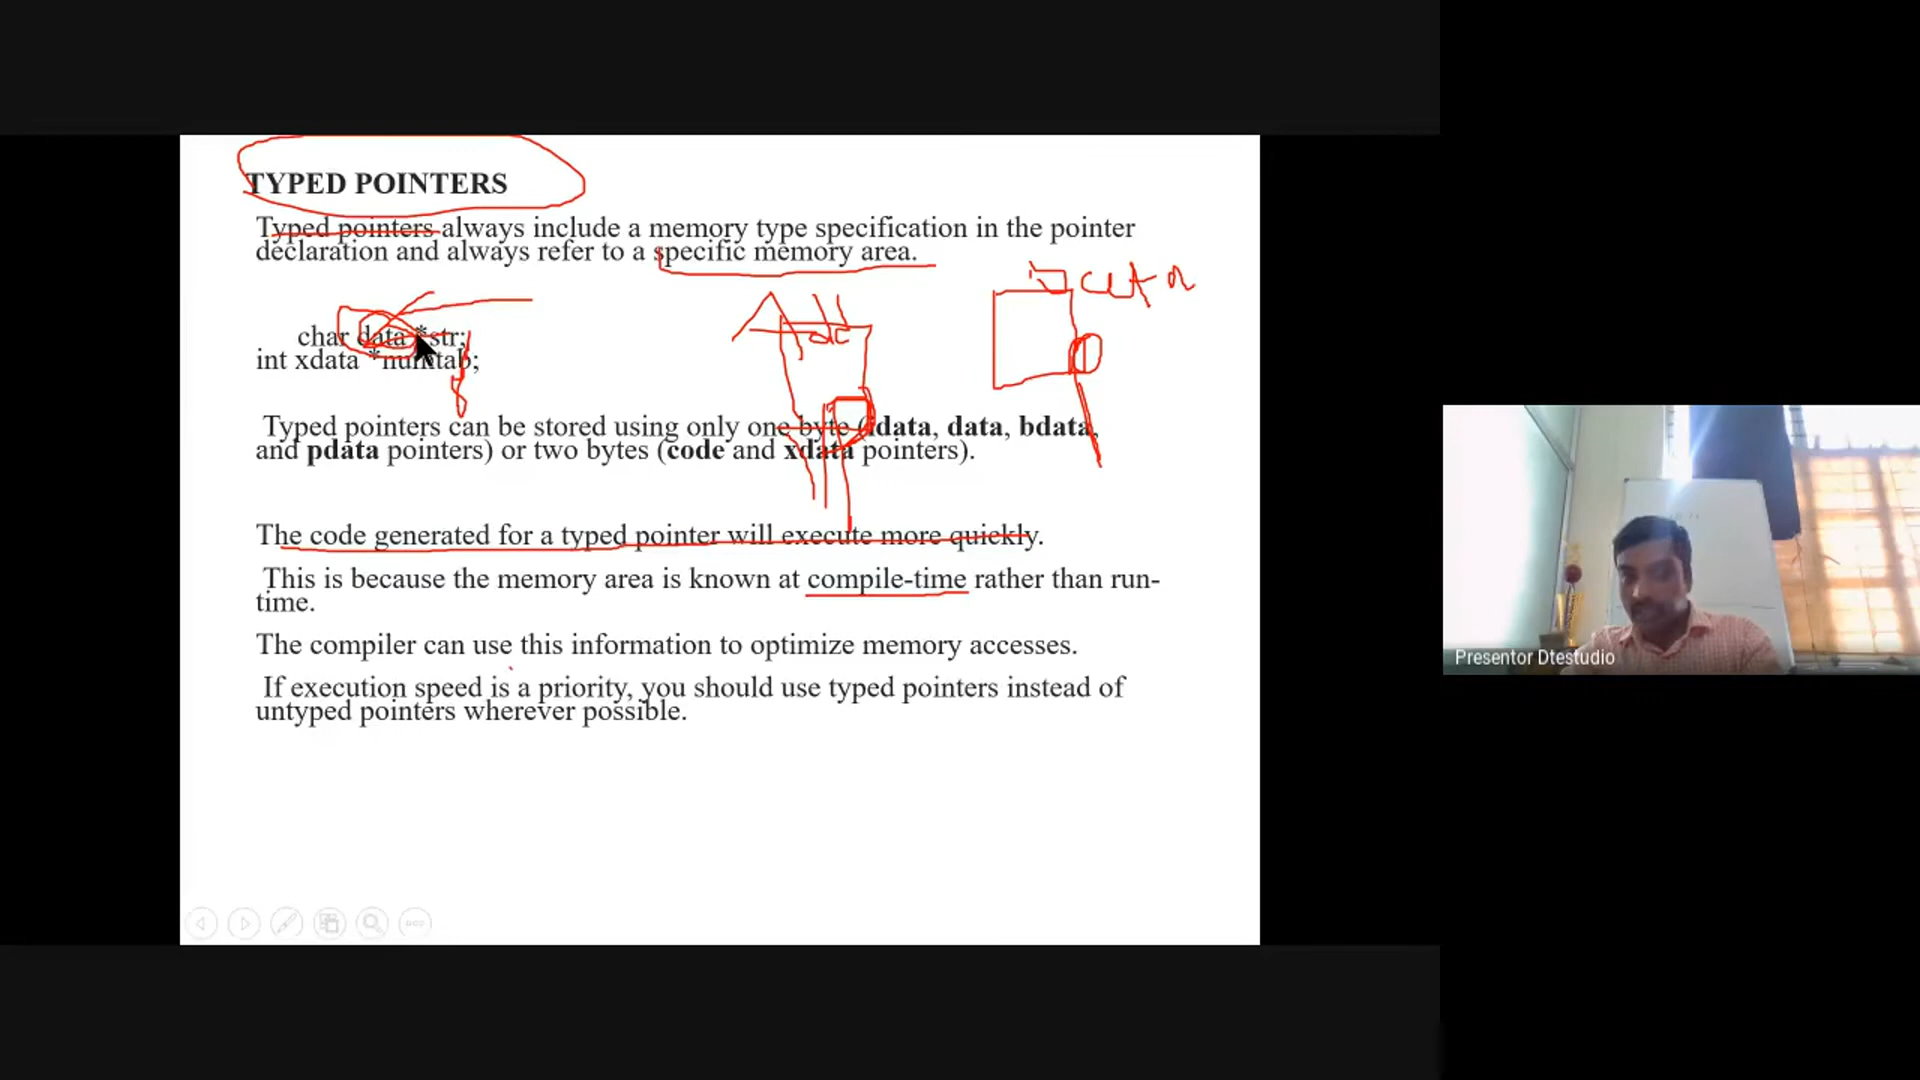 TYPED POINTERS
Typed pointers always include a memory type specification in the pointer
declaration and always refer to a specific memory area.
char data *str;
int xdata *numtab;
Add
data
8
Typed pointers can be stored using only one byte (idata, data, bdata,
and pdata pointers) or two bytes (code and xdata pointers).
The code generated for a typed pointer will execute more quickly.
This is because the memory area is known at compile-time rather than run-
time.
The compiler can use this information to optimize memory accesses.
If execution speed is a priority, you should use typed pointers instead of
untyped pointers wherever possible.
Presentor Dtestudio